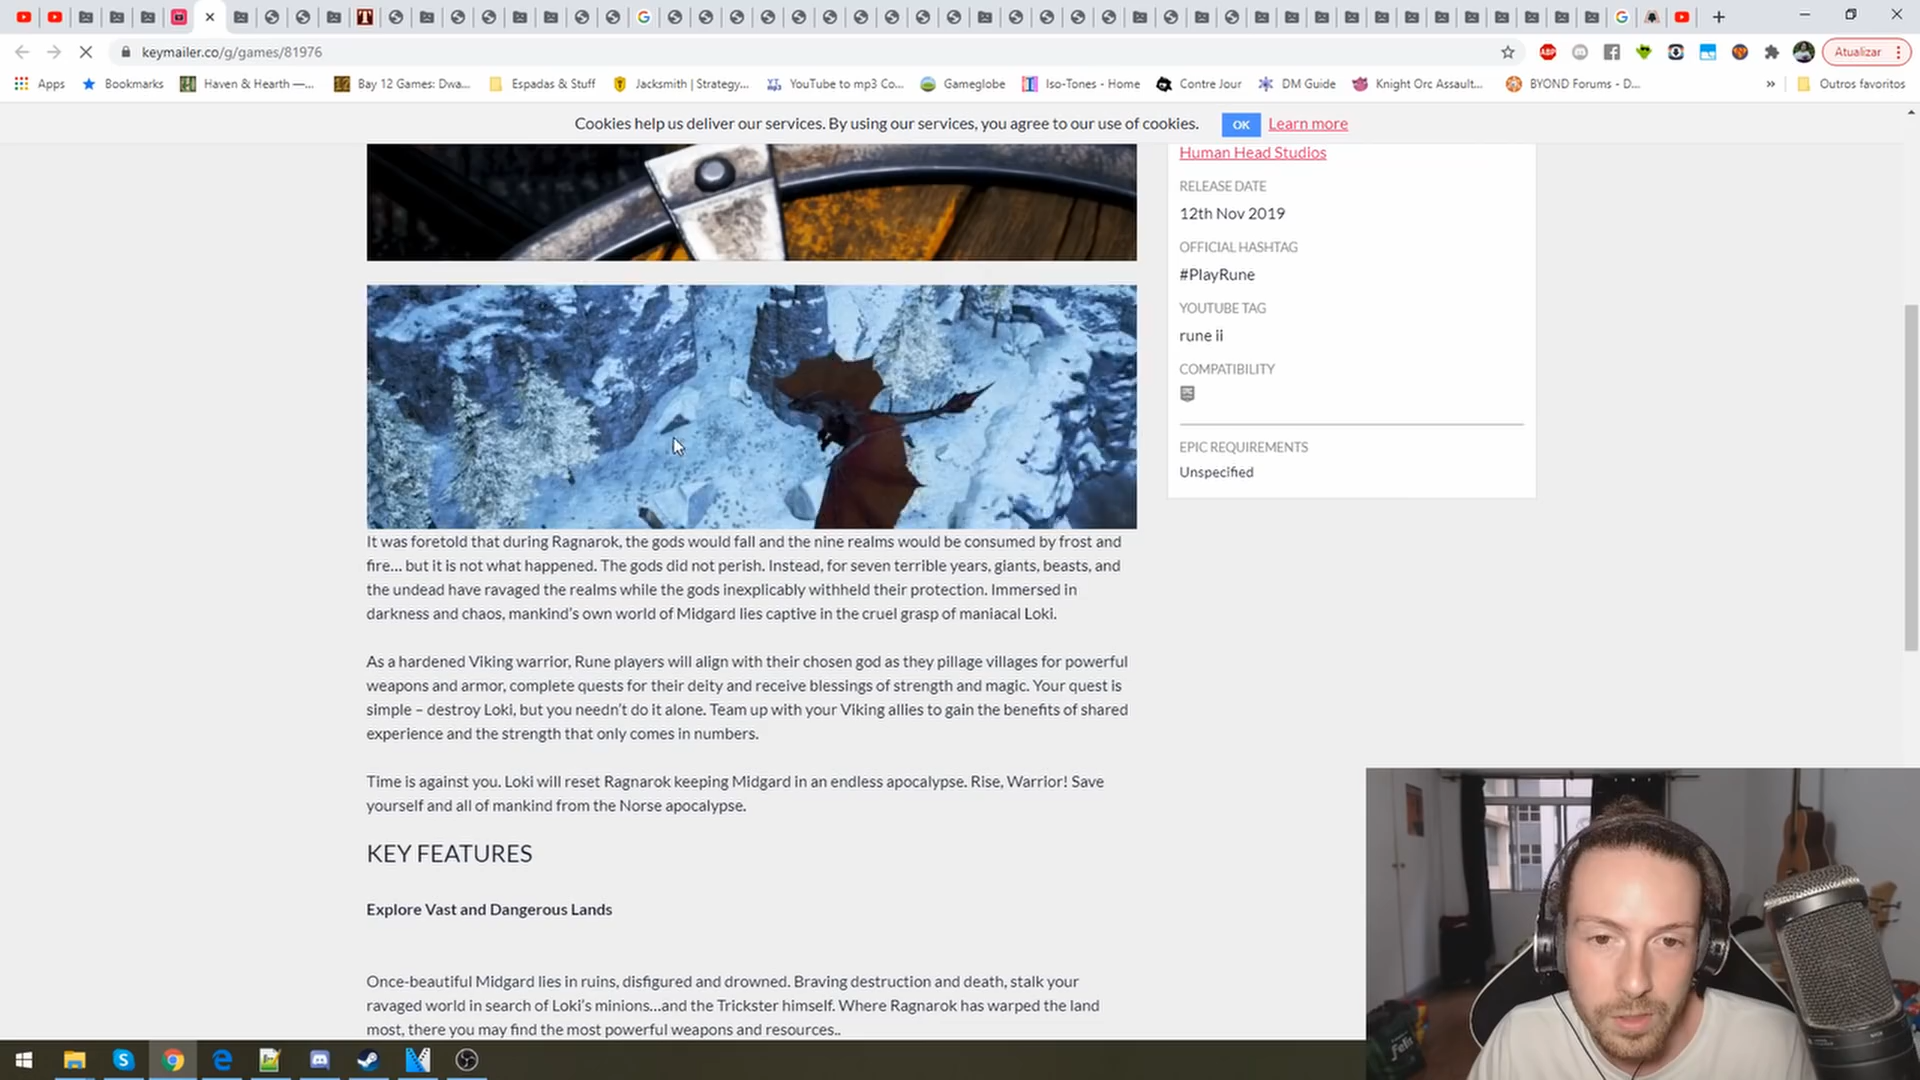 keymailer.co/g/games/81976
Atualizar
Apps
Bookmarks
Haven & Hearth —...
Bay 12 Games: Dwa...
Espadas & Stuff
Jacksmith | Strategy...
YouTube to mp3 Co...
Gameglobe
Iso-Tones - Home
Contre Jour
DM Guide
Knight Orc Assault...
BYOND Forums - D...
»
Outros favoritos
Cookies help us deliver our services. By using our services, you agree to our use of cookies.
OK
Learn more
Human Head Studios
RELEASE DATE
12th Nov 2019
OFFICIAL HASHTAG
#PlayRune
YOUTUBE TAG
rune ii
COMPATIBILITY
EPIC REQUIREMENTS
Unspecified
It was foretold that during Ragnarok, the gods would fall and the nine realms would be consumed by frost and
fire... but it is not what happened. The gods did not perish. Instead, for seven terrible years, giants, beasts, and
the undead have ravaged the realms while the gods inexplicably withheld their protection. Immersed in
darkness and chaos, mankind's own world of Midgard lies captive in the cruel grasp of maniacal Loki.
As a hardened Viking warrior, Rune players will align with their chosen god as they pillage villages for powerful
weapons and armor, complete quests for their deity and receive blessings of strength and magic. Your quest is
simple – destroy Loki, but you needn't do it alone. Team up with your Viking allies to gain the benefits of shared
experience and the strength that only comes in numbers.
Time is against you. Loki will reset Ragnarok keeping Midgard in an endless apocalypse. Rise, Warrior! Save
yourself and all of mankind from the Norse apocalypse.
KEY FEATURES
Explore Vast and Dangerous Lands
Once-beautiful Midgard lies in ruins, disfigured and drowned. Braving destruction and death, stalk your
ravaged world in search of Loki's minions...and the Trickster himself. Where Ragnarok has warped the land
most, there you may find the most powerful weapons and resources..